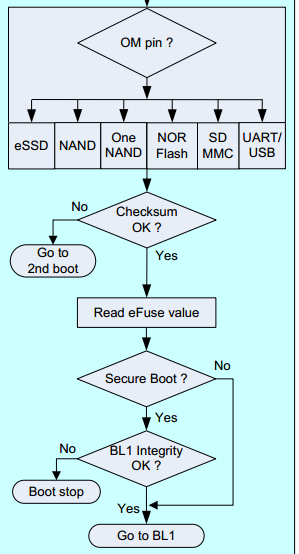 OM pin ?
eSSD
NAND
One
NAND
NOR
Flash
SD
MMC
UART/
USB
No
Checksum
OK ?
Go to
2nd boot
Yes
Read eFuse value
No
Secure Boot ?
Yes
No
BL1 Integrity
OK ?
Boot stop
Yes
Go to BL1